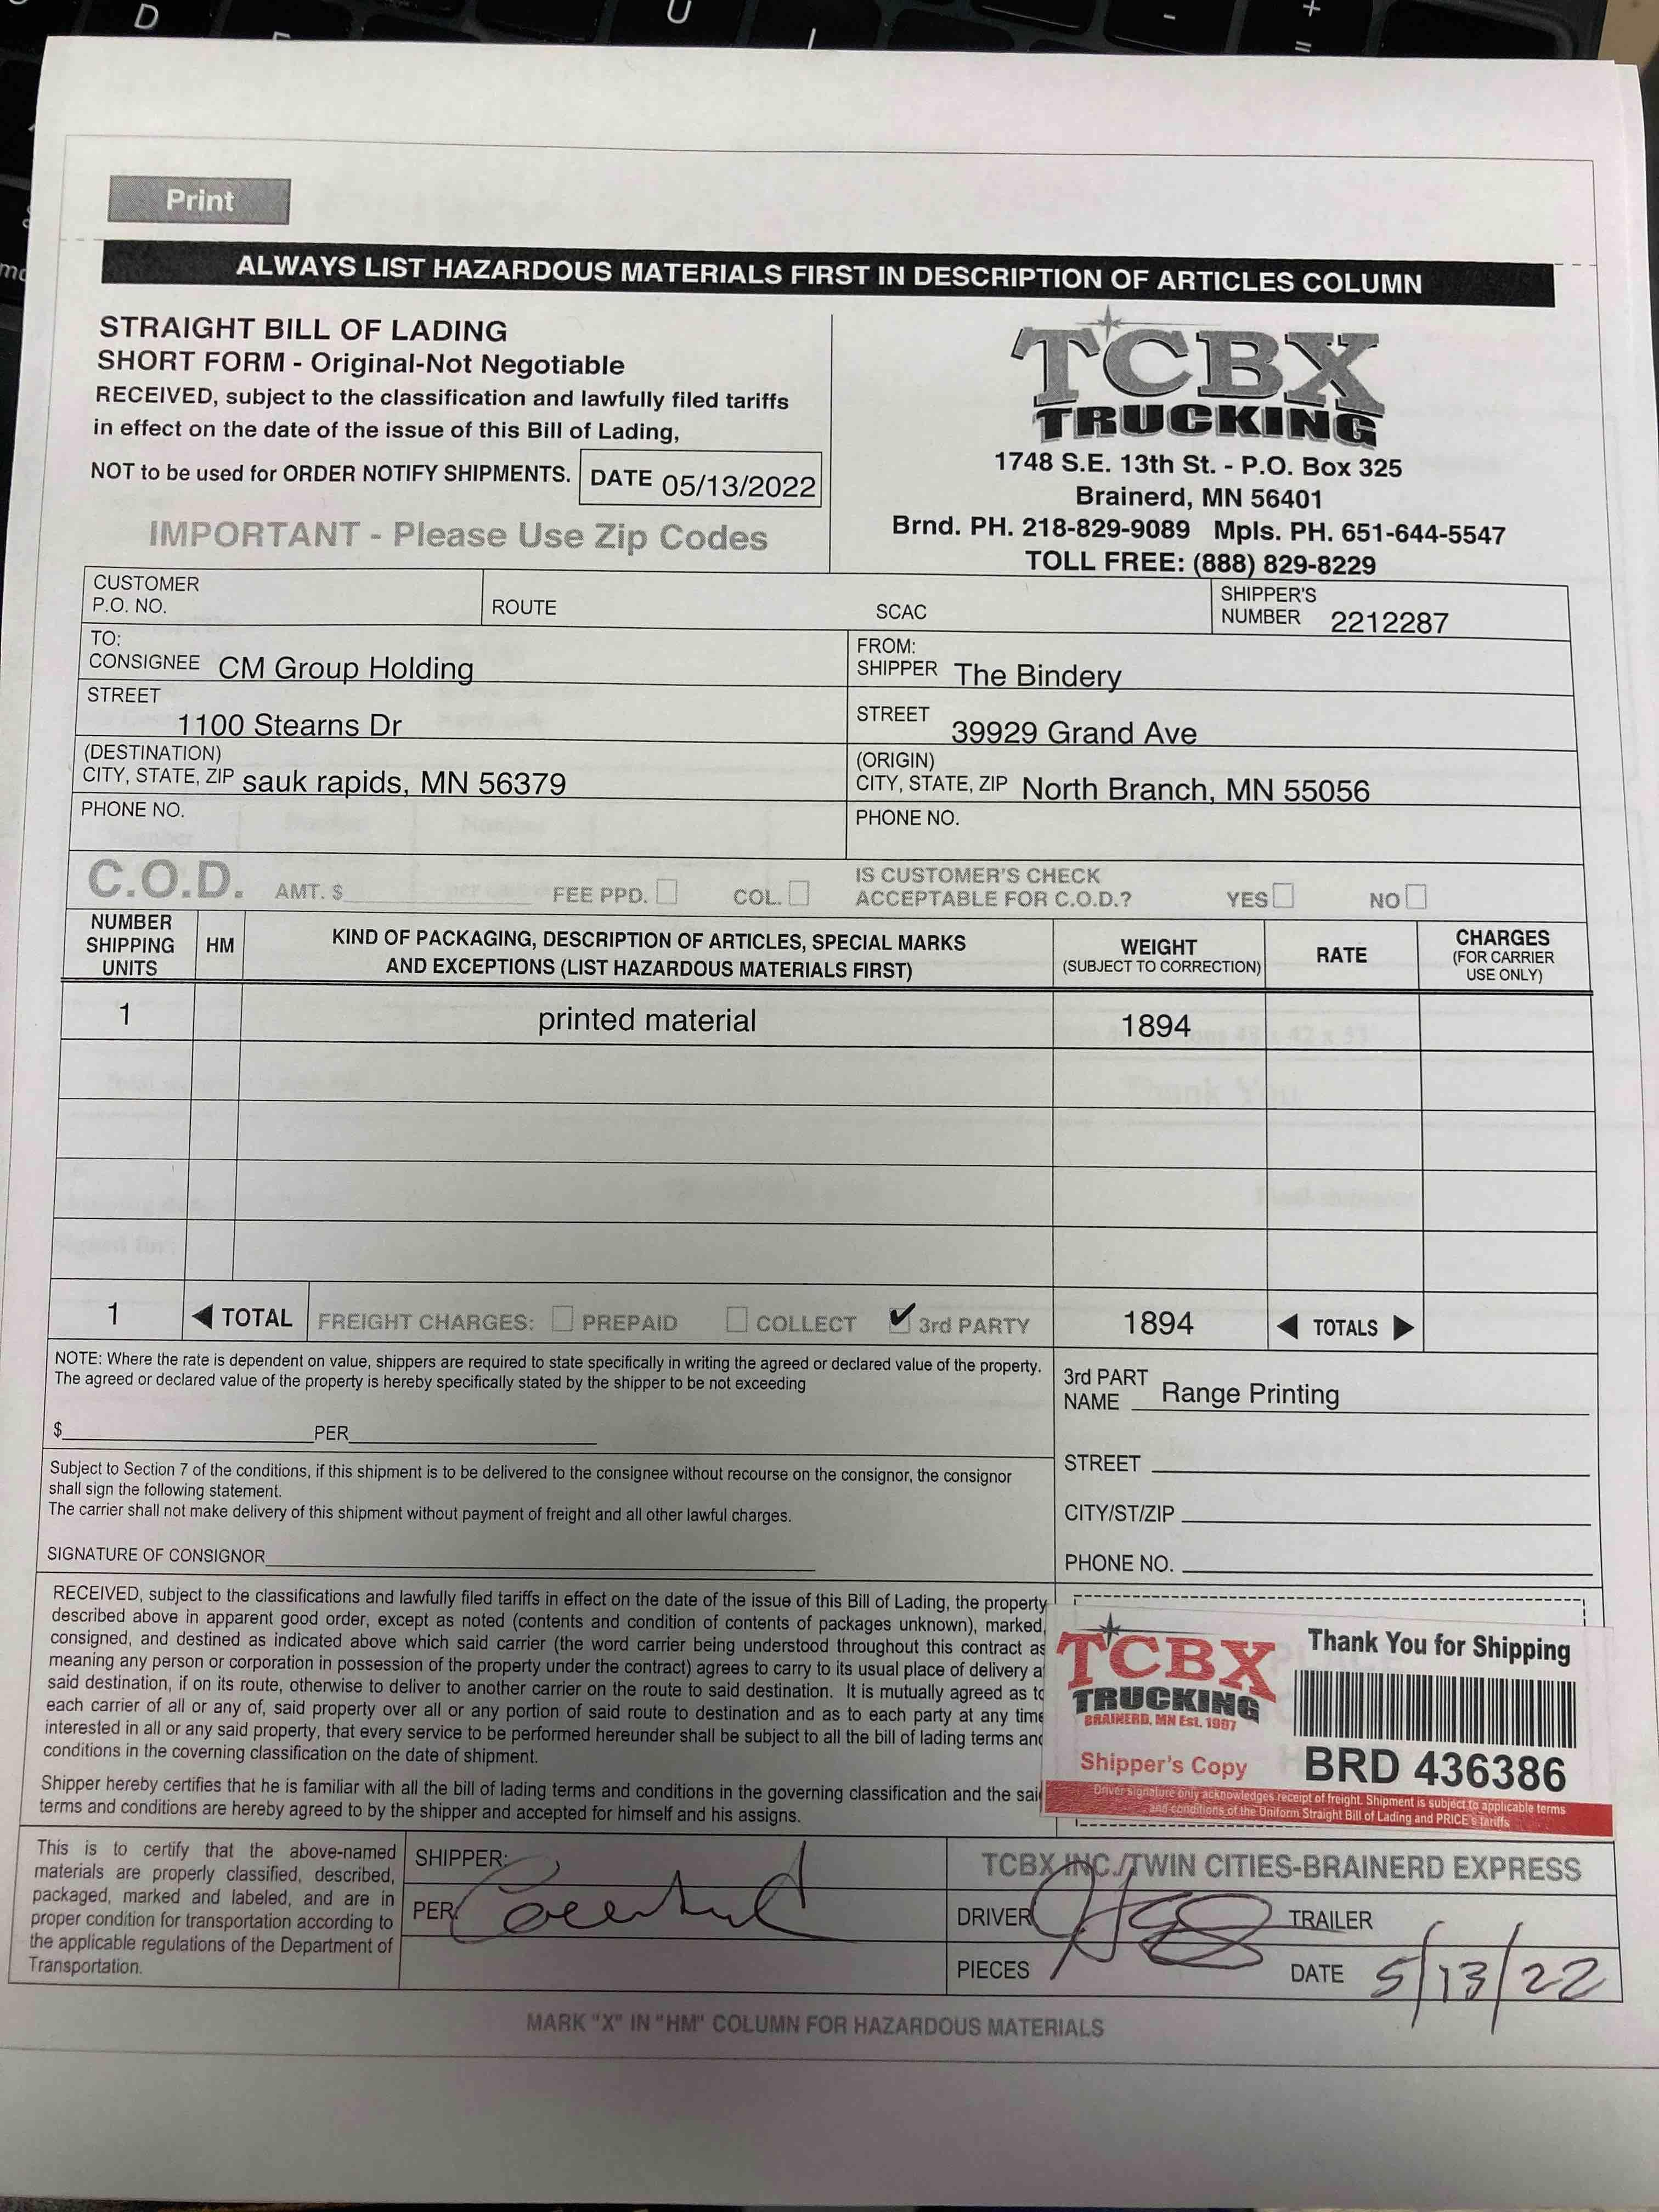 D
U
-
+
=
Print
ALWAYS LIST HAZARDOUS MATERIALS FIRST IN DESCRIPTION OF ARTICLES COLUMN
STRAIGHT BILL OF LADING
SHORT FORM - Original-Not Negotiable
RECEIVED, subject to the classification and lawfully filed tariffs
in effect on the date of the issue of this Bill of Lading,
NOT to be used for ORDER NOTIFY SHIPMENTS.
DATE 05/13/2022
IMPORTANT - Please Use Zip Codes
TCBX
TRUCKING
1748 S.E. 13th St. - P.O. Box 325
Brainerd, MN 56401
Brnd. PH. 218-829-9089 Mpls. PH. 651-644-5547
TOLL FREE: (888) 829-8229
CUSTOMER
P.O. NO.
ROUTE
SCAC
SHIPPER'S
NUMBER 2212287
TO:
CONSIGNEE CM Group Holding
FROM:
SHIPPER The Bindery
STREET
1100 Stearns Dr
STREET
39929 Grand Ave
(DESTINATION)
CITY, STATE, ZIP sauk rapids, MN 56379
(ORIGIN)
CITY, STATE, ZIP North Branch, MN 55056
PHONE NO.
PHONE NO.
C.O.D. AMT. $ FEE PPD. COL.
IS CUSTOMER'S CHECK
ACCEPTABLE FOR C.O.D.? YES NO
NUMBER
SHIPPING
UNITS
HM
KIND OF PACKAGING, DESCRIPTION OF ARTICLES, SPECIAL MARKS
AND EXCEPTIONS (LIST HAZARDOUS MATERIALS FIRST)
WEIGHT
(SUBJECT TO CORRECTION)
RATE
CHARGES
(FOR CARRIER
USE ONLY)
1 printed material 1894
1 ◀ TOTAL FREIGHT CHARGES: PREPAID COLLECT ✔ 3rd PARTY 1894 ◀ TOTALS ▶
NOTE: Where the rate is dependent on value, shippers are required to state specifically in writing the agreed or declared value of the property.
The agreed or declared value of the property is hereby specifically stated by the shipper to be not exceeding
$ PER
3rd PART
NAME Range Printing
STREET
CITY/ST/ZIP
PHONE NO.
Subject to Section 7 of the conditions, if this shipment is to be delivered to the consignee without recourse on the consignor, the consignor
shall sign the following statement.
The carrier shall not make delivery of this shipment without payment of freight and all other lawful charges.
SIGNATURE OF CONSIGNOR
RECEIVED, subject to the classifications and lawfully filed tariffs in effect on the date of the issue of this Bill of Lading, the property
described above in apparent good order, except as noted (contents and condition of contents of packages unknown), marked,
consigned, and destined as indicated above which said carrier (the word carrier being understood throughout this contract as
meaning any person or corporation in possession of the property under the contract) agrees to carry to its usual place of delivery a
said destination, if on its route, otherwise to deliver to another carrier on the route to said destination. It is mutually agreed as to
each carrier of all or any of, said property over all or any portion of said route to destination and as to each party at any time
interested in all or any said property, that every service to be performed hereunder shall be subject to all the bill of lading terms and
conditions in the coverning classification on the date of shipment.
Shipper hereby certifies that he is familiar with all the bill of lading terms and conditions in the governing classification and the sai
terms and conditions are hereby agreed to by the shipper and accepted for himself and his assigns.
TCBX
TRUCKING
BRAINERD, MN Est. 1997
Shipper's Copy
Thank You for Shipping
BRD 436386
Driver signature only acknowledges receipt of freight. Shipment is subject to applicable terms
and conditions of the Uniform Straight Bill of Lading and PRICE's tariffs
This is to certify that the above-named
materials are properly classified, described,
packaged, marked and labeled, and are in
proper condition for transportation according to
the applicable regulations of the Department of
Transportation.
SHIPPER:
PER
TCBX INC./TWIN CITIES-BRAINERD EXPRESS
DRIVER
TRAILER
PIECES
DATE 5/13/22
MARK "X" IN "HM" COLUMN FOR HAZARDOUS MATERIALS